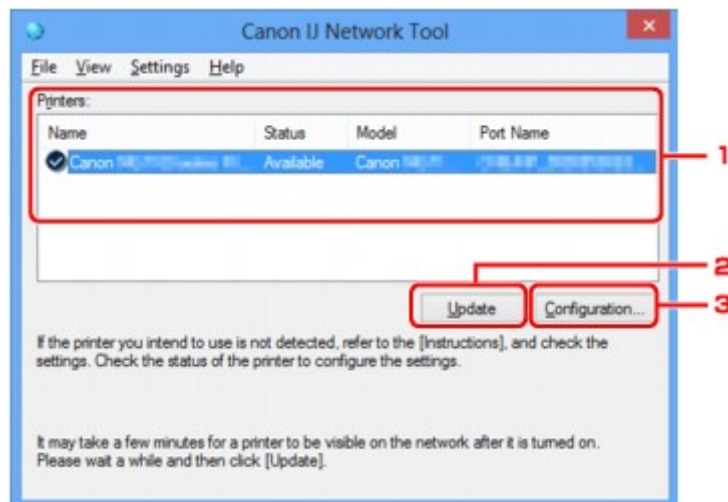 Canon IJ Network Tool
File View Settings Help
Printers:
Name Status Model Port Name
Canon Available Canon
1
2
Update Configuration...
3
If the printer you intend to use is not detected, refer to the [Instructions], and check the
settings. Check the status of the printer to configure the settings.
It may take a few minutes for a printer to be visible on the network after it is turned on.
Please wait a while and then click [Update].